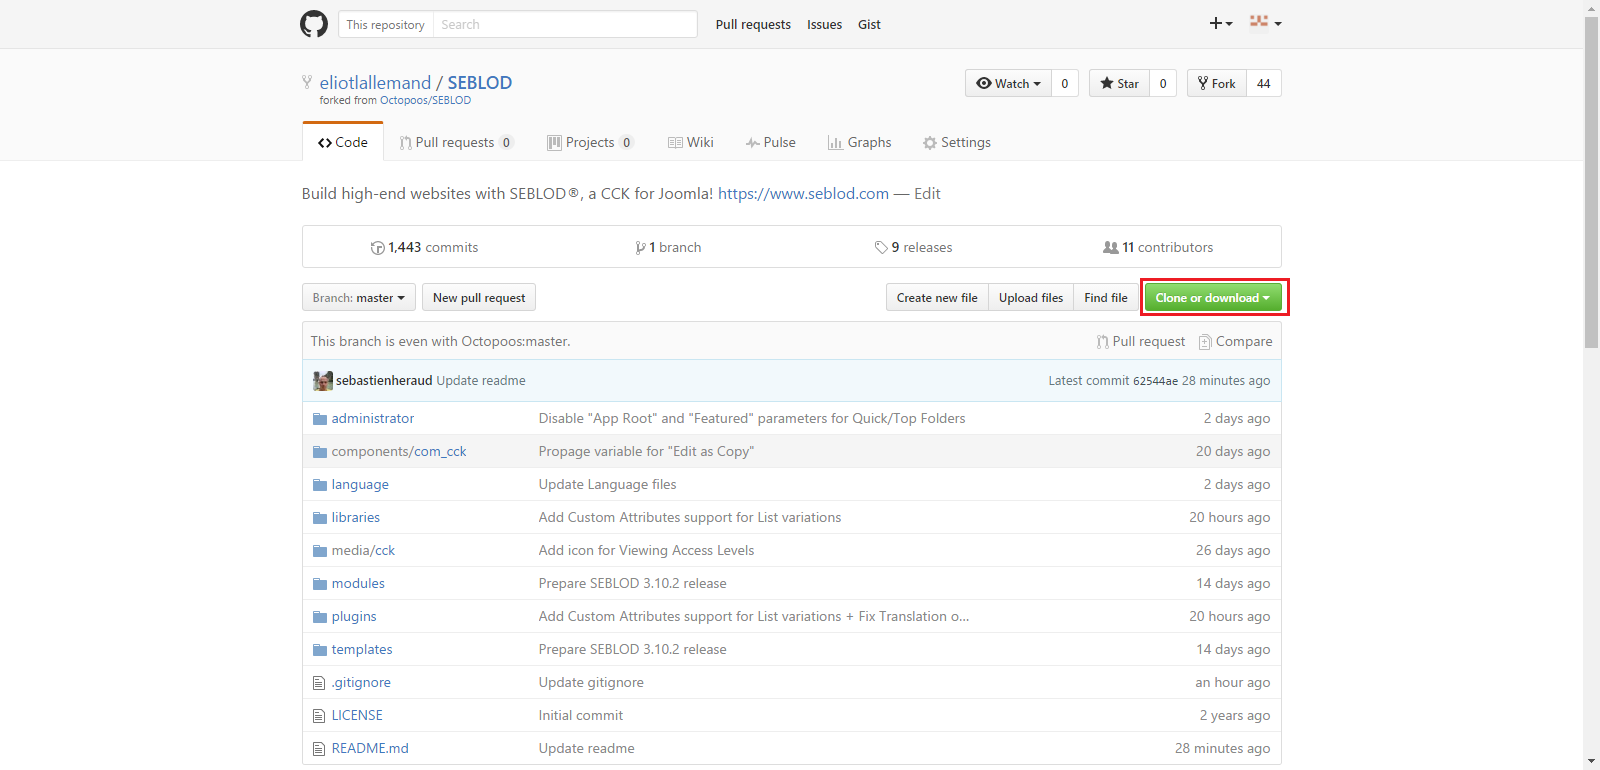 This repository Search Pull requests Issues Gist
eliotlallemand / SEBLOD Watch 0 Star 0 Fork 44
forked from Octopoos/SEBLOD
Code Pull requests 0 Projects 0 Wiki Pulse Graphs Settings
Build high-end websites with SEBLOD®, a CCK for Joomla! https://www.seblod.com — Edit
1,443 commits 1 branch 9 releases 11 contributors
Branch: master New pull request Create new file Upload files Find file Clone or download
This branch is even with Octopoos:master. Pull request Compare
sebastienheraud Update readme Latest commit 62544ae 28 minutes ago
administrator Disable "App Root" and "Featured" parameters for Quick/Top Folders 2 days ago
components/com_cck Propage variable for "Edit as Copy" 20 days ago
language Update Language files 2 days ago
libraries Add Custom Attributes support for List variations 20 hours ago
media/cck Add icon for Viewing Access Levels 26 days ago
modules Prepare SEBLOD 3.10.2 release 14 days ago
plugins Add Custom Attributes support for List variations + Fix Translation o... 20 hours ago
templates Prepare SEBLOD 3.10.2 release 14 days ago
.gitignore Update gitignore an hour ago
LICENSE Initial commit 2 years ago
README.md Update readme 28 minutes ago